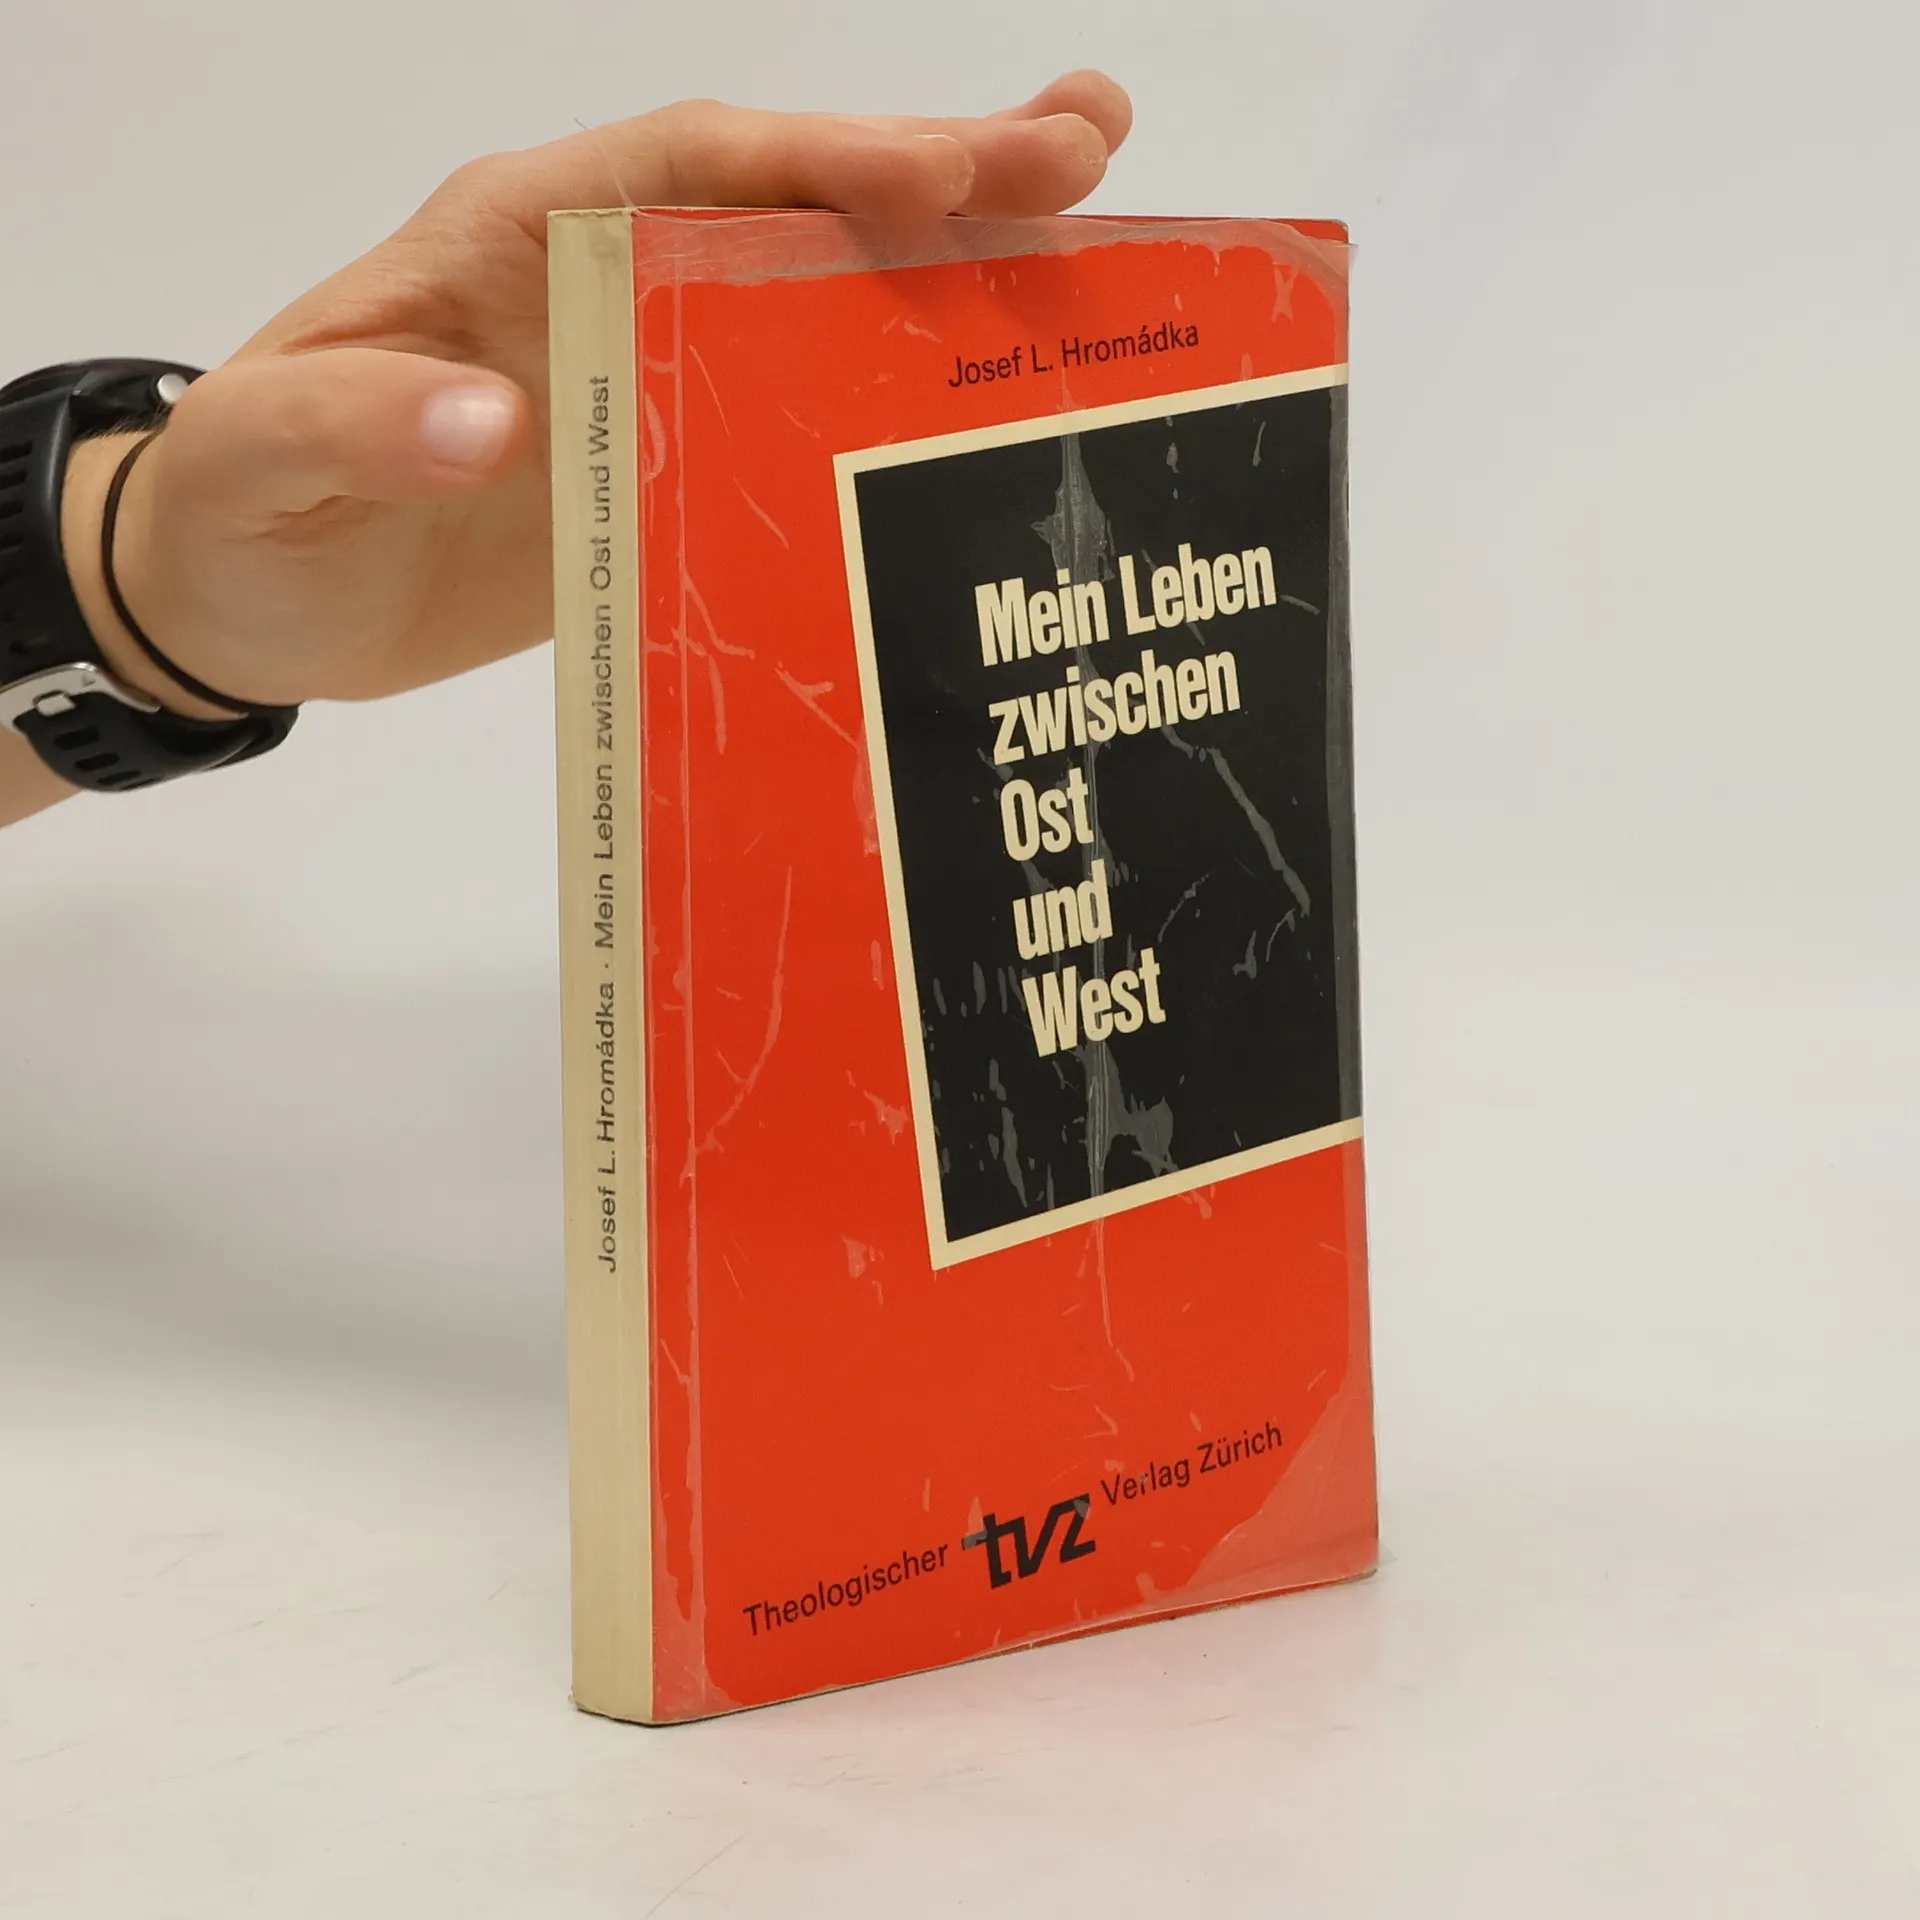 Josef L. Hromádka · Mein Leben zwischen Ost und West
Josef L. Hromádka
Mein Leben
zwischen
Ost
und
West
Theologischer tvz Verlag Zürich